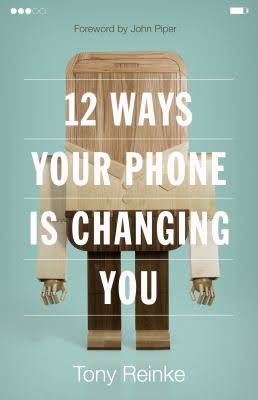 Foreword by John Piper
12 WAYS
YOUR PHONE
IS CHANGING
YOU
Tony Reinke